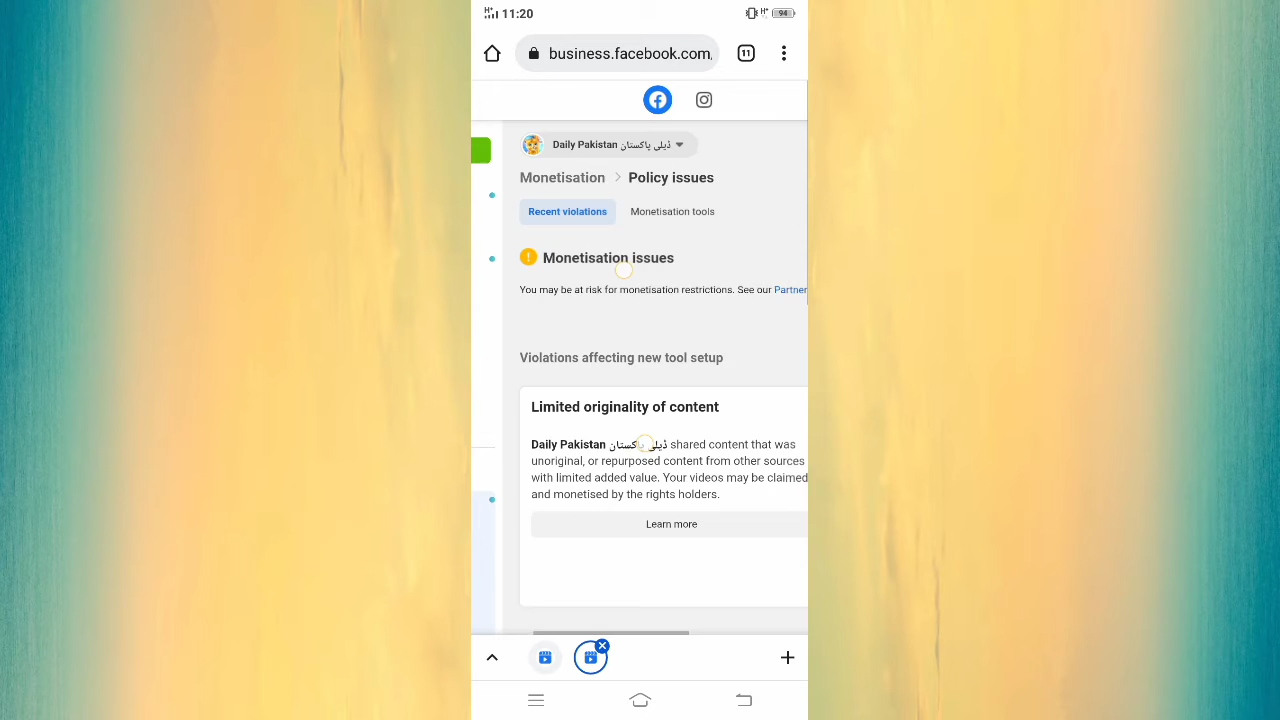 H+ 11:20 H+ 94
business.facebook.com, 11
Daily Pakistan ڈیلی پاکستان
Monetisation > Policy issues
Recent violations Monetisation tools
Monetisation issues
You may be at risk for monetisation restrictions. See our Partner
Violations affecting new tool setup
Limited originality of content
Daily Pakistan ڈیلی پاکستان shared content that was
unoriginal, or repurposed content from other sources
with limited added value. Your videos may be claimed
and monetised by the rights holders.
Learn more